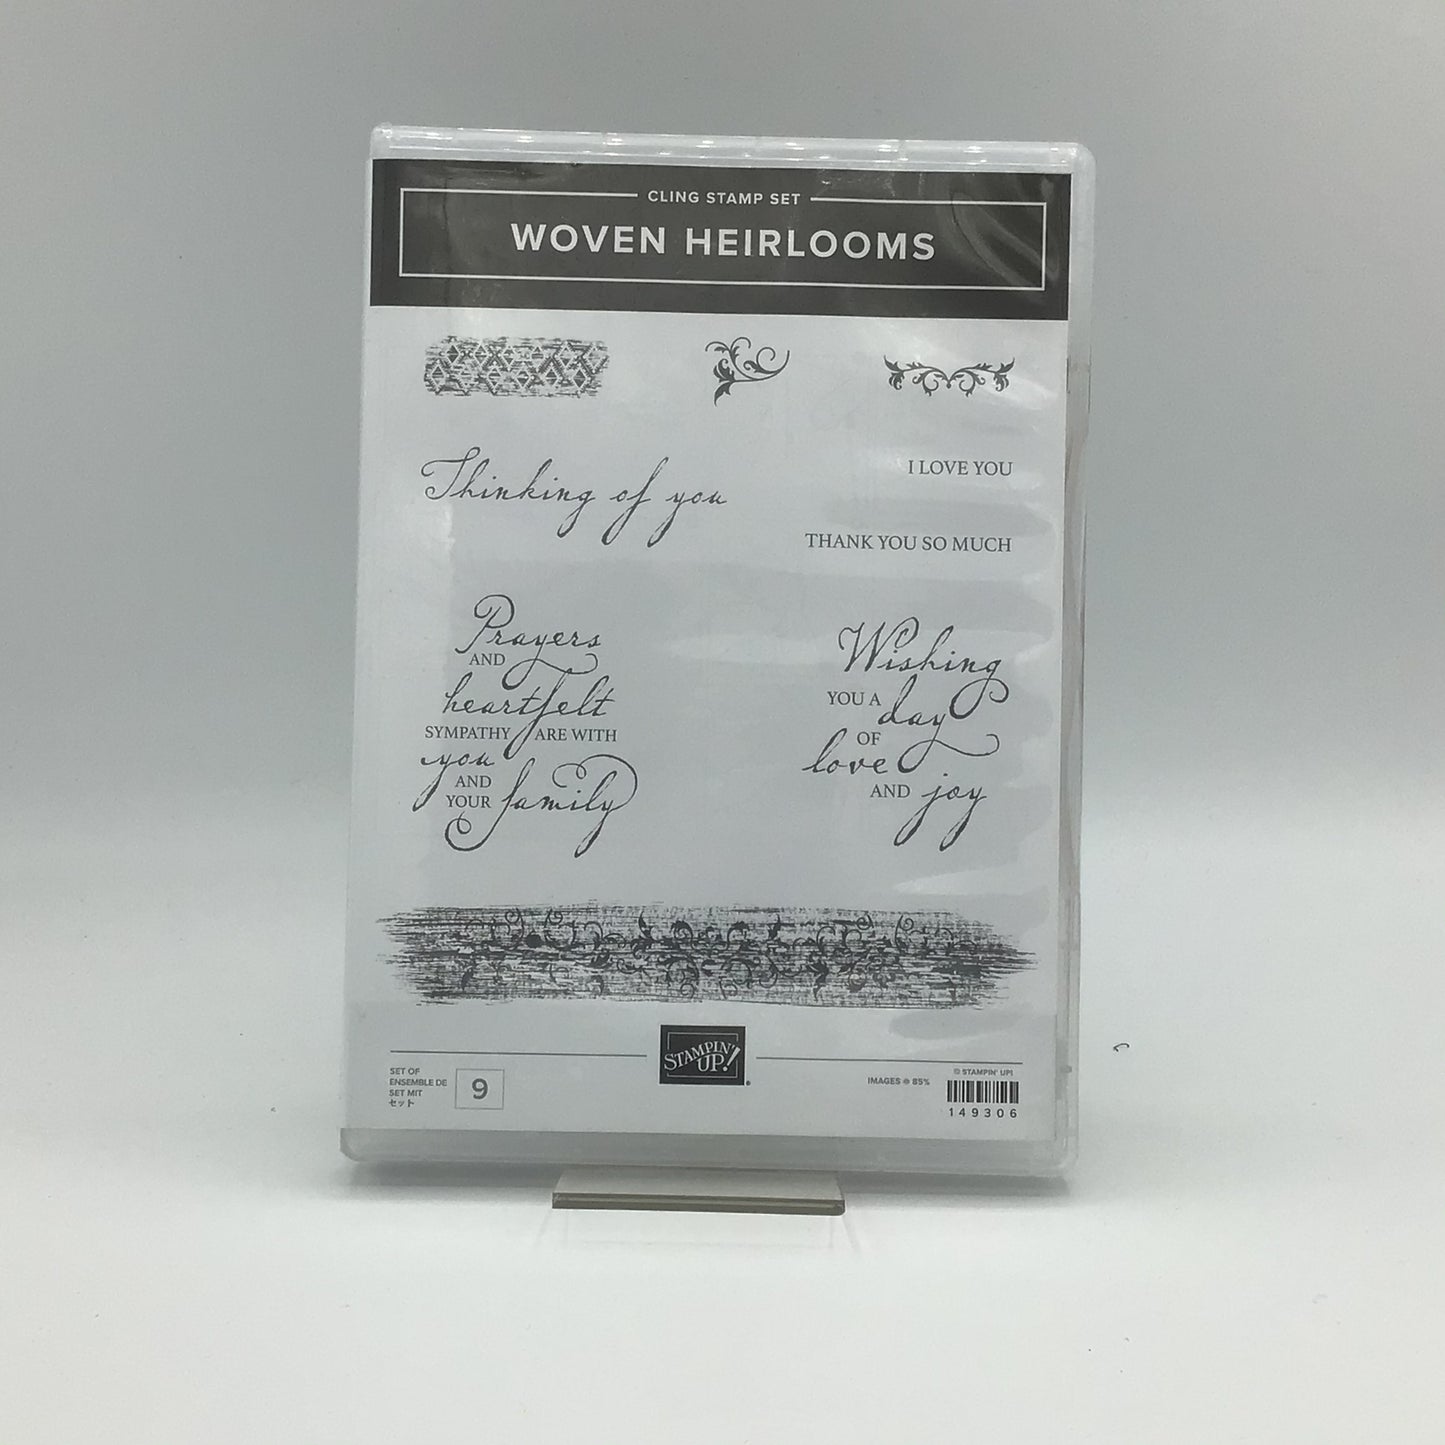 CLING STAMP SET
WOVEN HEIRLOOMS
Thinking of you
I LOVE YOU
THANK YOU SO MUCH
Prayers
AND
heartfelt
SYMPATHY ARE WITH
you
AND
YOUR family
Wishing
YOU A day
OF
love
AND joy
SET OF
ENSEMBLE DE
SET MIT
セット
9
STAMPIN'
UP!
®
IMAGES @ 85%
© STAMPIN' UP!
149306